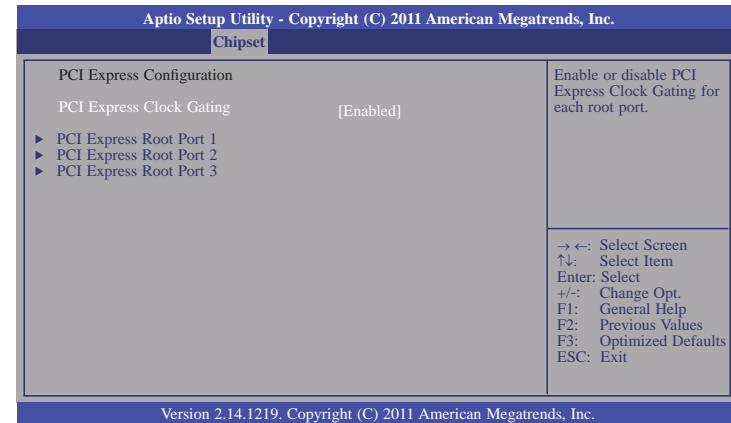 Aptio Setup Utility - Copyright (C) 2011 American Megatrends, Inc.
Chipset
PCI Express Configuration
PCI Express Clock Gating [Enabled]
► PCI Express Root Port 1
► PCI Express Root Port 2
► PCI Express Root Port 3
Enable or disable PCI
Express Clock Gating for
each root port.
→ ←: Select Screen
↑↓: Select Item
Enter: Select
+/-: Change Opt.
F1: General Help
F2: Previous Values
F3: Optimized Defaults
ESC: Exit
Version 2.14.1219. Copyright (C) 2011 American Megatrends, Inc.